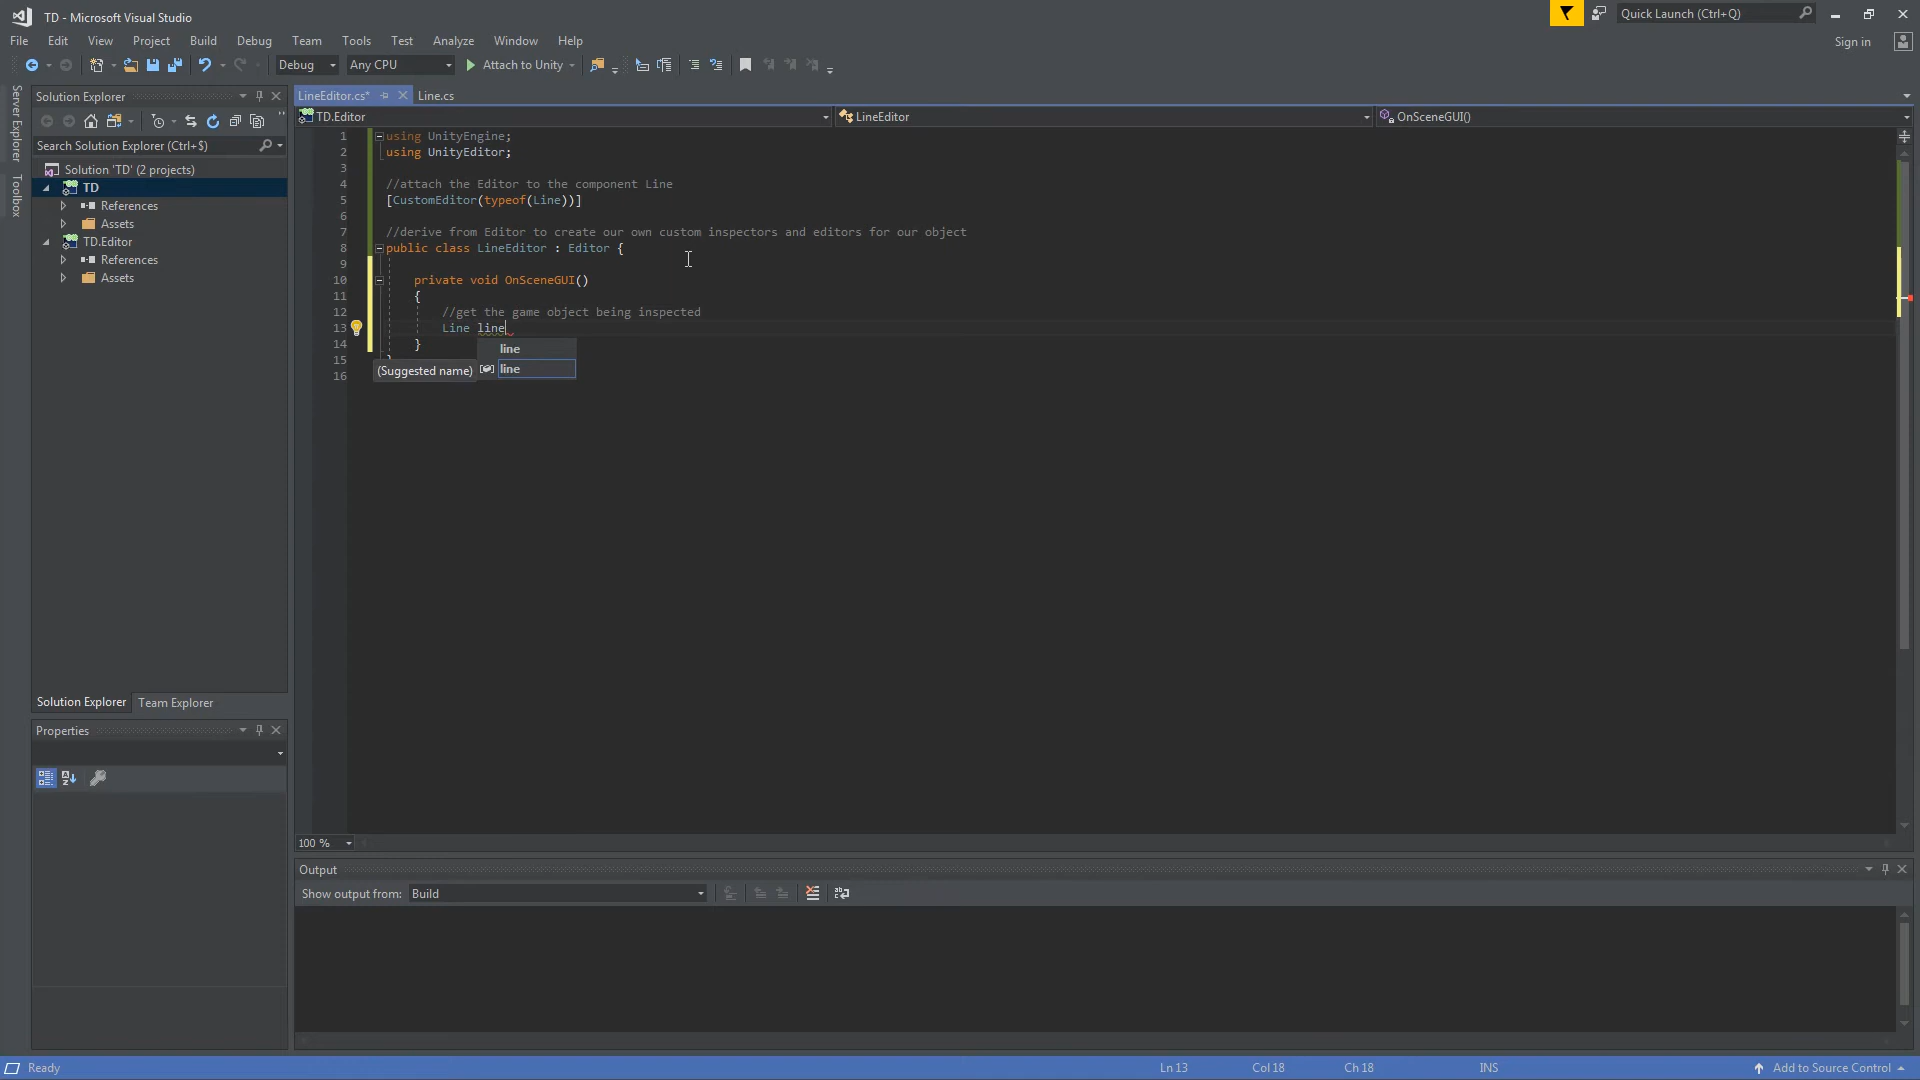 TD - Microsoft Visual Studio
Quick Launch (Ctrl+Q)
File Edit View Project Build Debug Team Tools Test Analyze Window Help
Sign in
Debug Any CPU Attach to Unity
Server Explorer
Toolbox
Solution Explorer
Search Solution Explorer (Ctrl+$)
Solution 'TD' (2 projects)
TD
References
Assets
TD.Editor
References
Assets
Solution Explorer Team Explorer
Properties
LineEditor.cs* Line.cs
TD.Editor LineEditor OnSceneGUI()
1 using UnityEngine;
2 using UnityEditor;
3
4 //attach the Editor to the component Line
5 [CustomEditor(typeof(Line))]
6
7 //derive from Editor to create our own custom inspectors and editors for our object
8 public class LineEditor : Editor {
9
10 private void OnSceneGUI()
11 {
12 //get the game object being inspected
13 Line line
14 }
15 }
16
line
(Suggested name) line
100 %
Output
Show output from: Build
Ready Ln 13 Col 18 Ch 18 INS Add to Source Control